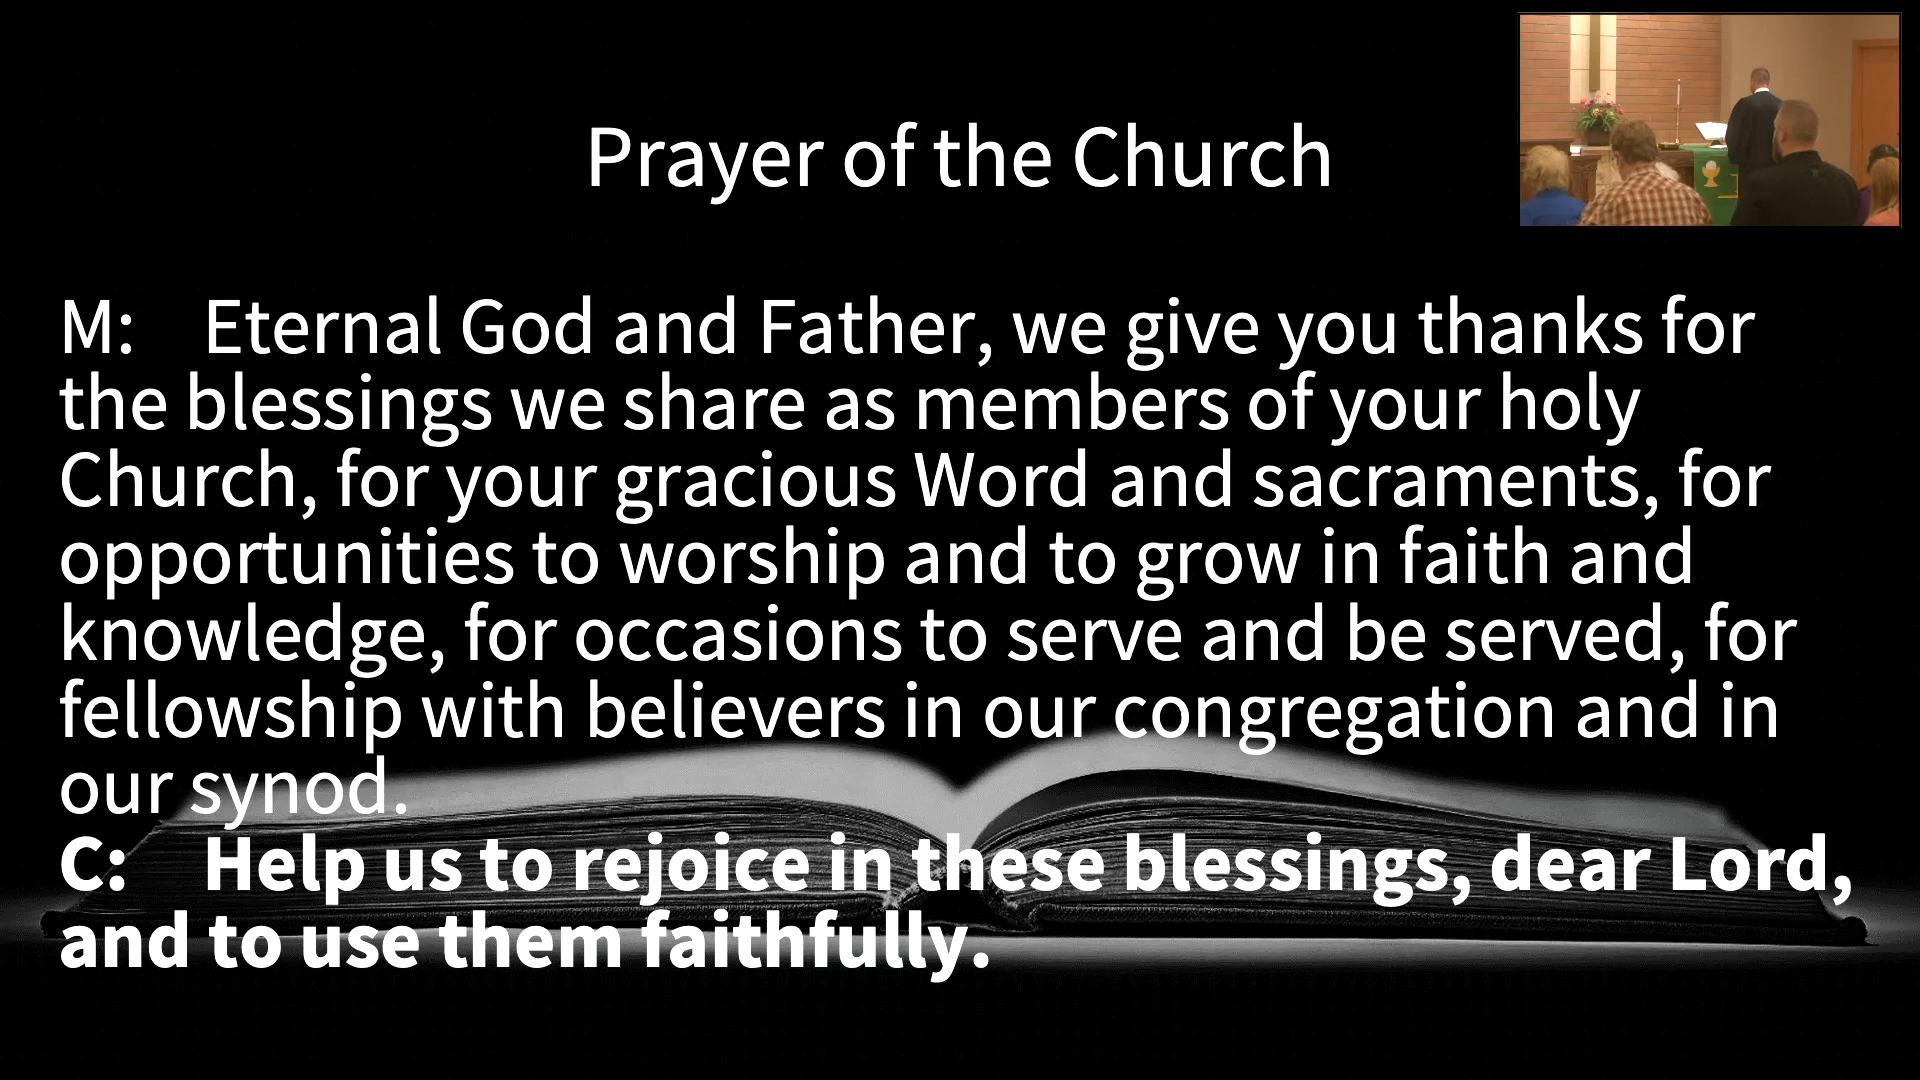 Prayer of the Church
M: Eternal God and Father, we give you thanks for
the blessings we share as members of your holy
Church, for your gracious Word and sacraments, for
opportunities to worship and to grow in faith and
knowledge, for occasions to serve and be served, for
fellowship with believers in our congregation and in
our synod.
C: Help us to rejoice in these blessings, dear Lord,
and to use them faithfully.